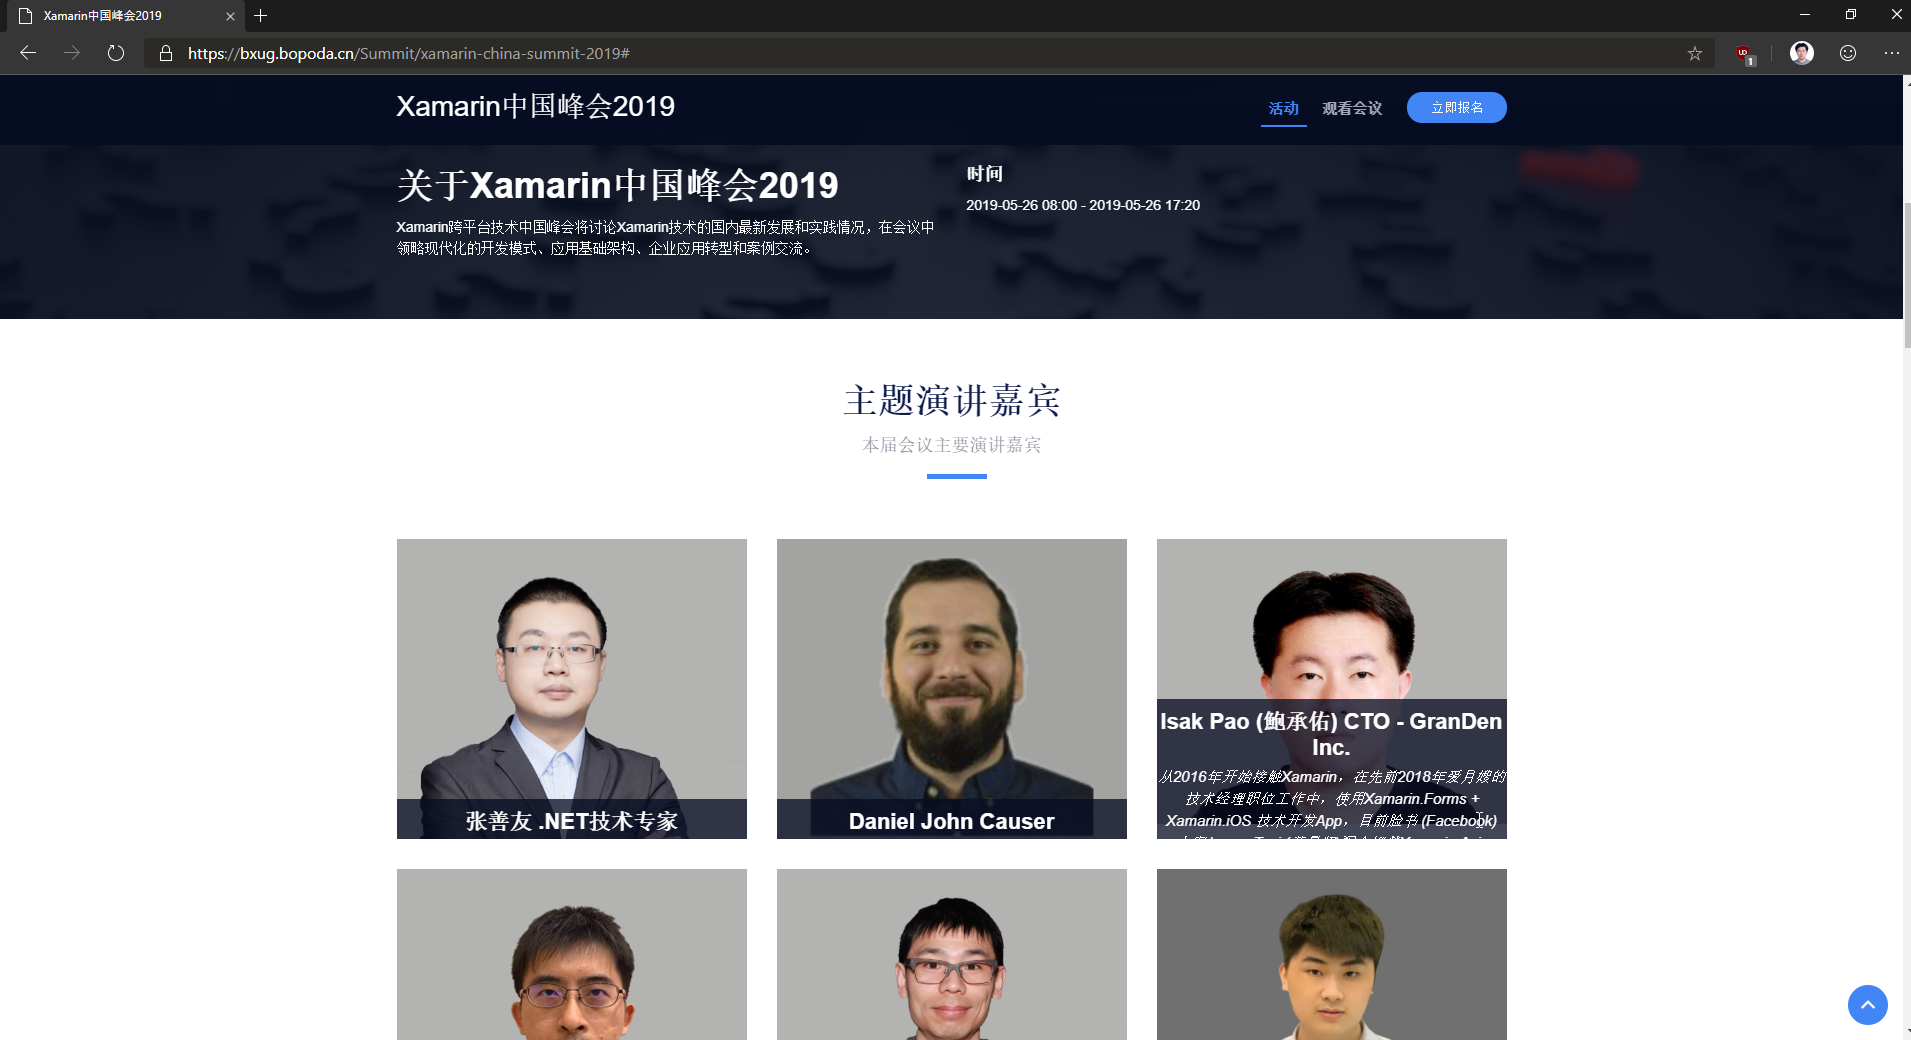 Xamarin中国峰会2019
https://bxug.bopoda.cn/Summit/xamarin-china-summit-2019#
1
Xamarin中国峰会2019
活动
观看会议
立即报名
关于Xamarin中国峰会2019
Xamarin跨平台技术中国峰会将讨论Xamarin技术的国内最新发展和实践情况，在会议中
领略现代化的开发模式、应用基础架构、企业应用转型和案例交流。
时间
2019-05-26 08:00 - 2019-05-26 17:20
主题演讲嘉宾
本届会议主要演讲嘉宾
张善友 .NET技术专家
Daniel John Causer
Isak Pao (鲍承佑) CTO - GranDen
Inc.
从2016年开始接触Xamarin，在先前2018年爱月嫂的
技术经理职位工作中，使用Xamarin.Forms +
Xamarin.iOS 技术开发App，目前脸书 (Facebook)